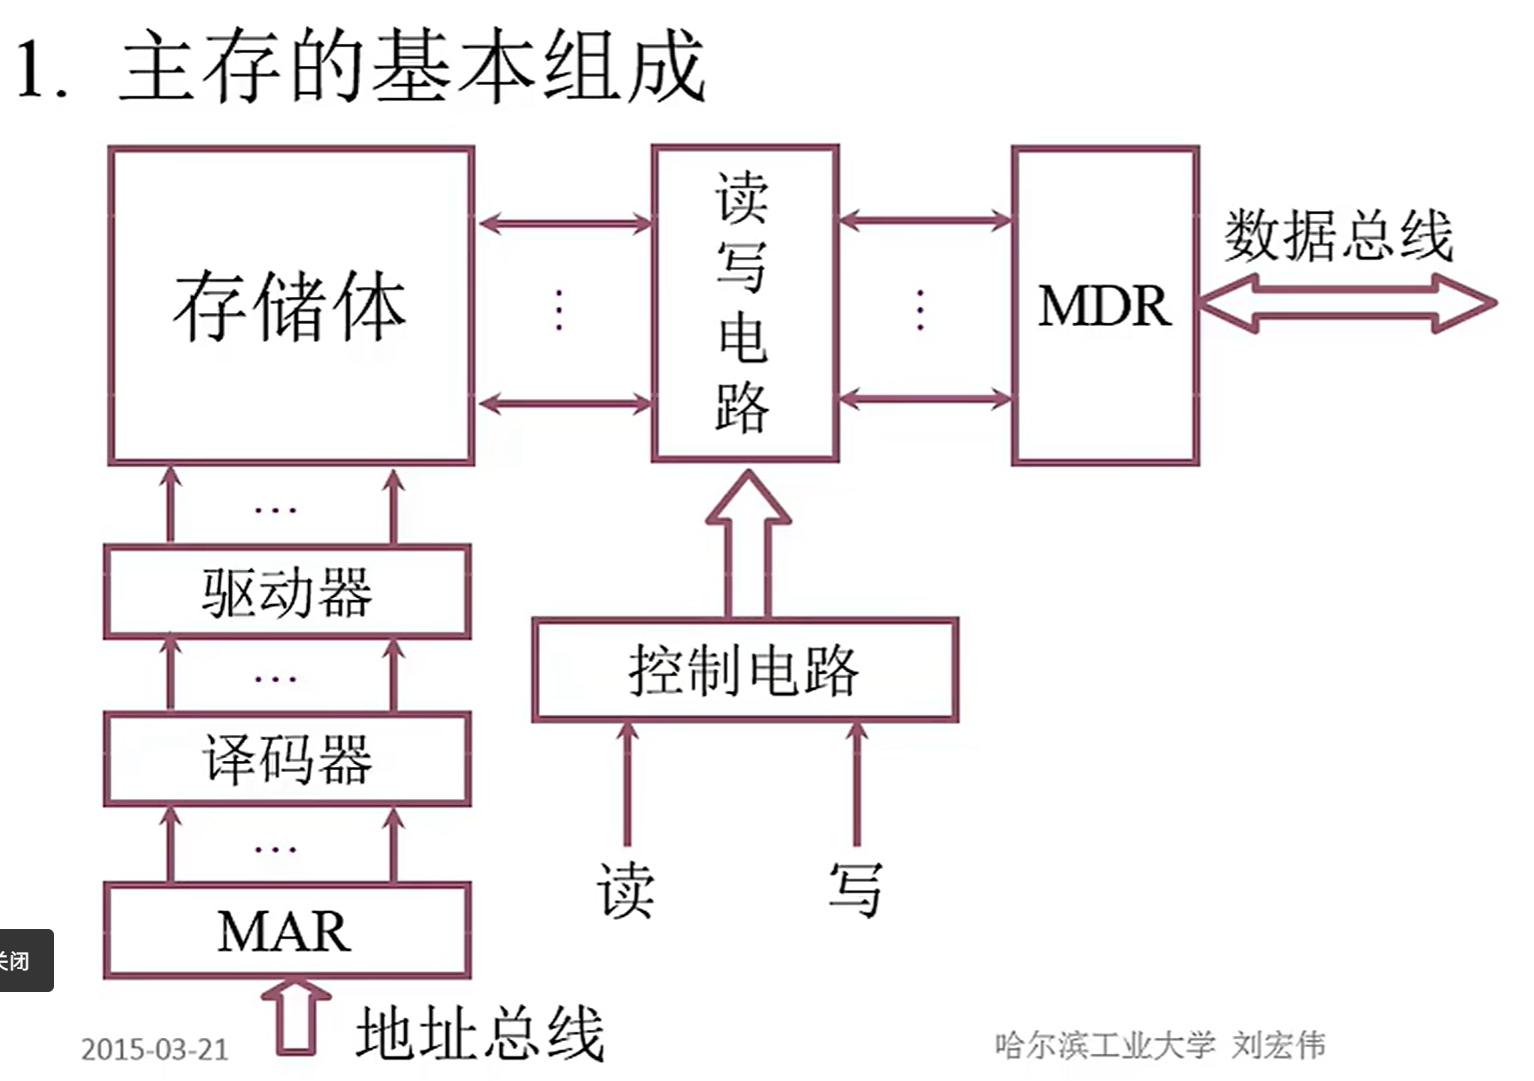 1. 主存的基本组成
存储体
读写电路
MDR
数据总线
驱动器
控制电路
译码器
读
写
MAR
关闭
地址总线
2015-03-21
哈尔滨工业大学 刘宏伟